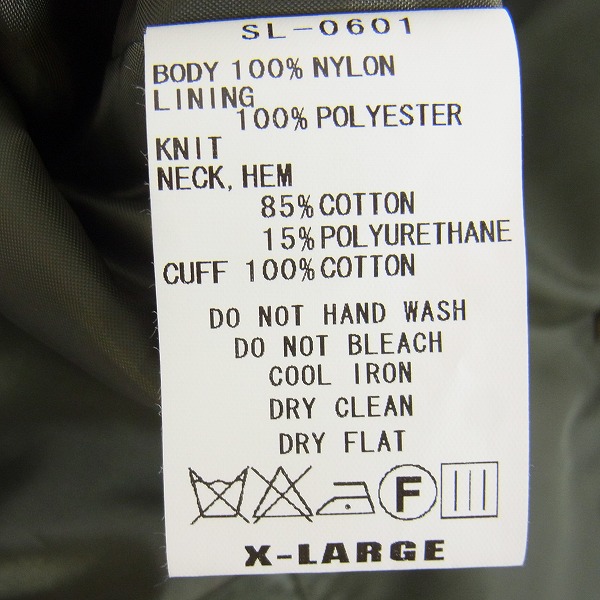 SL-0601
BODY 100% NYLON
LINING
100% POLYESTER
KNIT
NECK, HEM
85% COTTON
15% POLYURETHANE
CUFF 100% COTTON
DO NOT HAND WASH
DO NOT BLEACH
COOL IRON
DRY CLEAN
DRY FLAT
F
X-LARGE